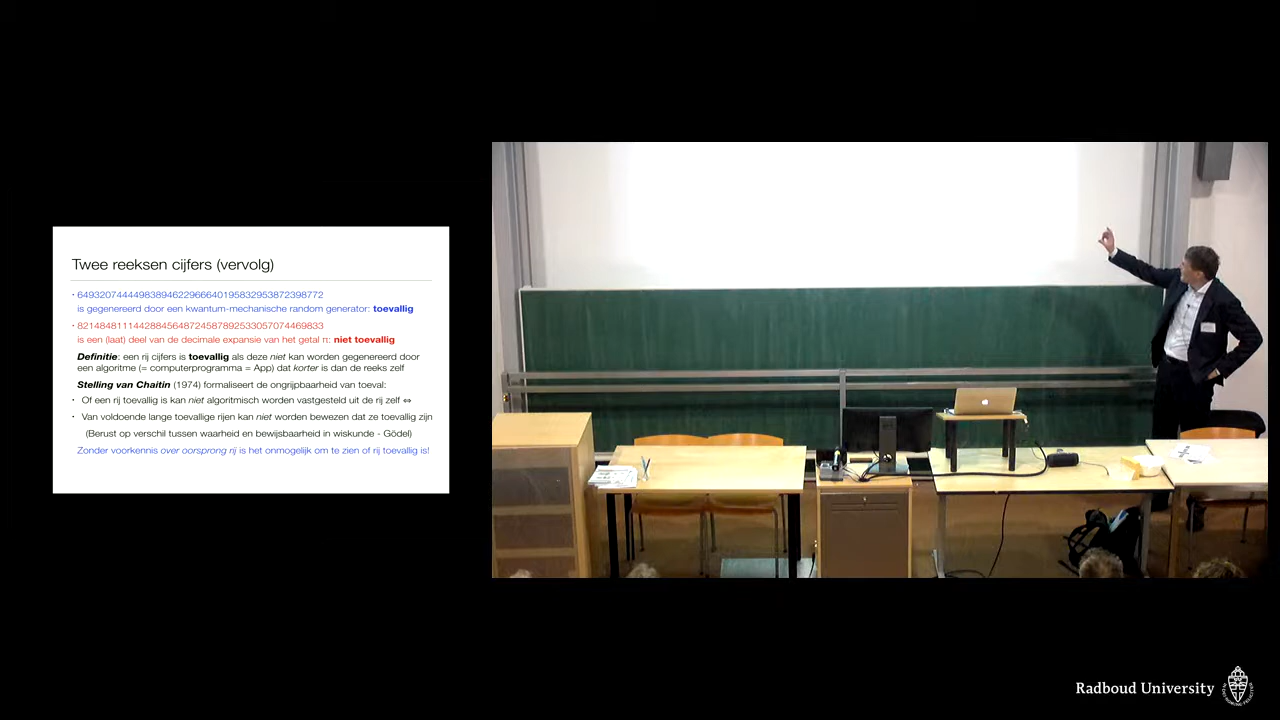 Twee reeksen cijfers (vervolg)
• 6493207444498389462296664019583295387239877​2
is gegenereerd door een kwantum-mechanische random generator: toevallig
• 8214848111442884564872458789253305707446983​3
is een (laat) deel van de decimale expansie van het getal π: niet toevallig
Definitie: een rij cijfers is toevallig als deze niet kan worden gegenereerd door
een algoritme (= computerprogramma = App) dat korter is dan de reeks zelf
Stelling van Chaitin (1974) formaliseert de ongrijpbaarheid van toeval:
• Of een rij toevallig is kan niet algoritmisch worden vastgesteld uit de rij zelf ⇔
• Van voldoende lange toevallige rijen kan niet worden bewezen dat ze toevallig zijn
(Berust op verschil tussen waarheid en bewijsbaarheid in wiskunde - Gödel)
Zonder voorkennis over oorsprong rij is het onmogelijk om te zien of rij toevallig is!
Radboud University